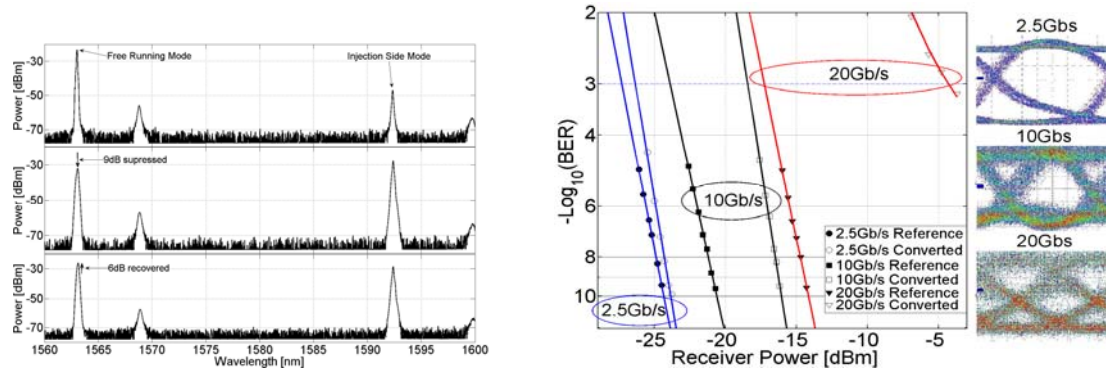 Free Running Mode
Injection Side Mode
-30
-50
-70
Power [dBm]
9dB supressed
-30
-50
-70
Power [dBm]
6dB recovered
-30
-50
-70
Power [dBm]
1560 1565 1570 1575 1580 1585 1590 1595 1600
Wavelength [nm]
2
3
4
6
8
10
-Log10(BER)
20Gb/s
10Gb/s
2.5Gb/s
2.5Gb/s Reference
2.5Gb/s Converted
10Gb/s Reference
10Gb/s Converted
20Gb/s Reference
20Gb/s Converted
-25 -20 -15 -10 -5
Receiver Power [dBm]
2.5Gbs
10Gbs
20Gbs